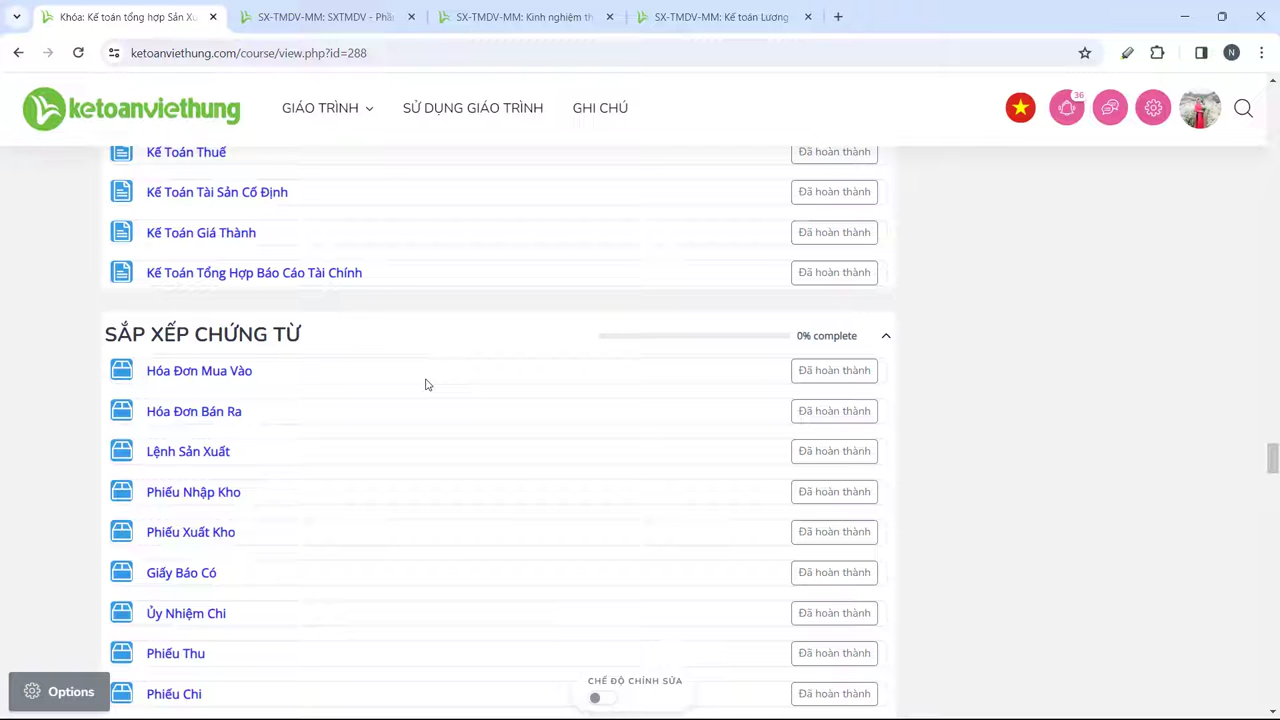 Khóa: Kế toán tổng hợp Sản Xu
SX-TMDV-MM: SXTMDV - Phầ
SX-TMDV-MM: Kinh nghiệm th
SX-TMDV-MM: Kế toán Lương
ketoanviethung.com/course/view.php?id=288
N
ketoanviethung
GIÁO TRÌNH
SỬ DỤNG GIÁO TRÌNH
GHI CHÚ
36
Kế Toán Thuế
Đã hoàn thành
Kế Toán Tài Sản Cố Định
Đã hoàn thành
Kế Toán Giá Thành
Đã hoàn thành
Kế Toán Tổng Hợp Báo Cáo Tài Chính
Đã hoàn thành
SẮP XẾP CHỨNG TỪ
0% complete
Hóa Đơn Mua Vào
Đã hoàn thành
Hóa Đơn Bán Ra
Đã hoàn thành
Lệnh Sản Xuất
Đã hoàn thành
Phiếu Nhập Kho
Đã hoàn thành
Phiếu Xuất Kho
Đã hoàn thành
Giấy Báo Có
Đã hoàn thành
Ủy Nhiệm Chi
Đã hoàn thành
Phiếu Thu
Đã hoàn thành
Phiếu Chi
Đã hoàn thành
CHẾ ĐỘ CHỈNH SỬA
Options